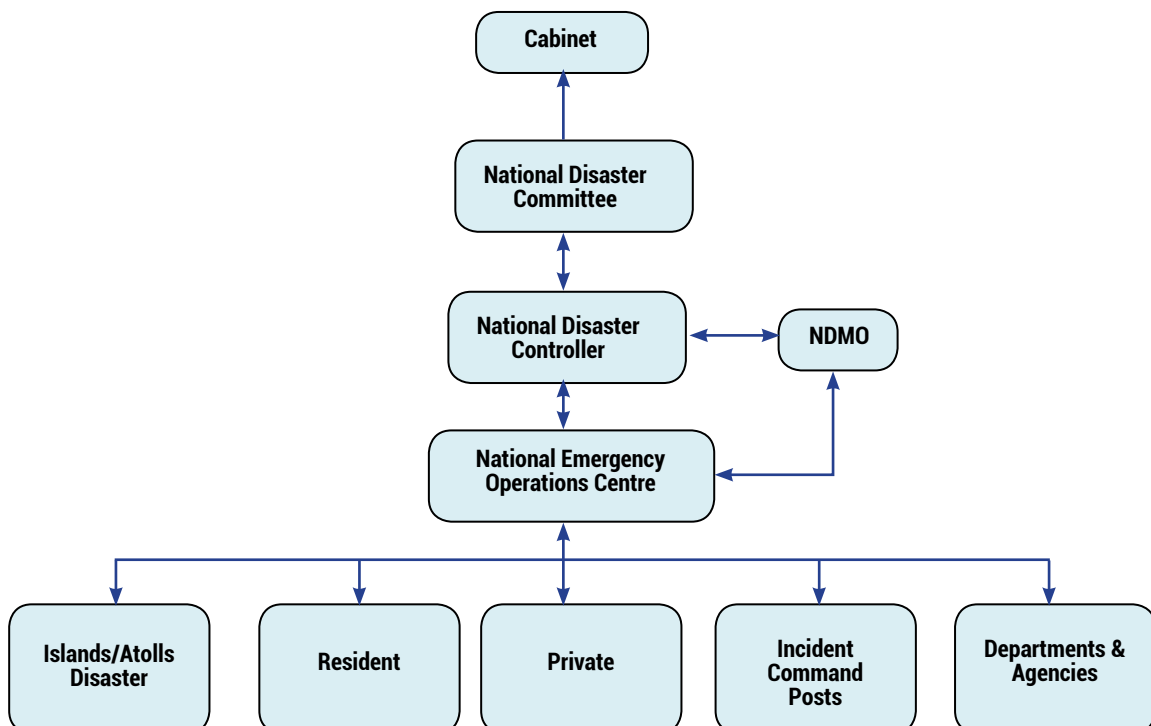 Cabinet
National Disaster
Committee
National Disaster
Controller
NDMO
National Emergency
Operations Centre
Islands/Atolls
Disaster
Resident
Private
Incident
Command
Posts
Departments &
Agencies